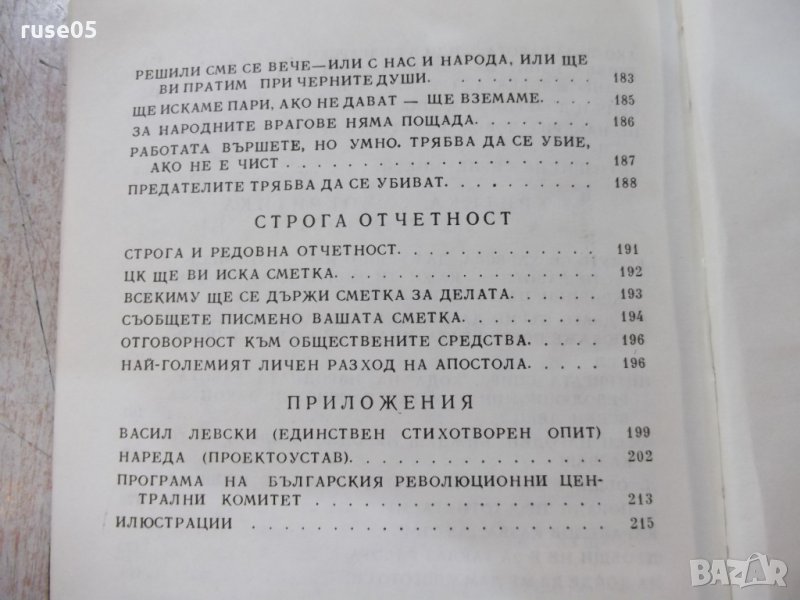 ruse05
РЕШИЛИ СМЕ СЕ ВЕЧЕ—ИЛИ С НАС И НАРОДА, ИЛИ ЩЕ
ВИ ПРАТИМ ПРИ ЧЕРНИТЕ ДУШИ. . . . . . . . . . 183
ЩЕ ИСКАМЕ ПАРИ, АКО НЕ ДАВАТ — ЩЕ ВЗЕМАМЕ. . . . . 185
ЗА НАРОДНИТЕ ВРАГОВЕ НЯМА ПОЩАДА. . . . . . . . 186
РАБОТАТА ВЪРШЕТЕ, НО УМНО. ТРЯБВА ДА СЕ УБИЕ,
АКО НЕ Е ЧИСТ . . . . . . . . . . . . . . . . . . 187
ПРЕДАТЕЛИТЕ ТРЯБВА ДА СЕ УБИВАТ. . . . . . . . . . 188
СТРОГА ОТЧЕТНОСТ
СТРОГА И РЕДОВНА ОТЧЕТНОСТ. . . . . . . . . . . . . 191
ЦК ЩЕ ВИ ИСКА СМЕТКА. . . . . . . . . . . . . . . . 192
ВСЕКИМУ ЩЕ СЕ ДЪРЖИ СМЕТКА ЗА ДЕЛАТА. . . . . . . 193
СЪОБЩЕТЕ ПИСМЕНО ВАШАТА СМЕТКА. . . . . . . . . . 194
ОТГОВОРНОСТ КЪМ ОБЩЕСТВЕНИТЕ СРЕДСТВА. . . . . . 196
НАЙ-ГОЛЕМИЯТ ЛИЧЕН РАЗХОД НА АПОСТОЛА. . . . . . 196
ПРИЛОЖЕНИЯ
ВАСИЛ ЛЕВСКИ (ЕДИНСТВЕН СТИХОТВОРЕН ОПИТ) 199
НАРЕДА (ПРОЕКТОУСТАВ). . . . . . . . . . . . . . . 202
ПРОГРАМА НА БЪЛГАРСКИЯ РЕВОЛЮЦИОННИ ЦЕН-
ТРАЛНИ КОМИТЕТ . . . . . . . . . . . . . . . . . . 213
ИЛЮСТРАЦИИ . . . . . . . . . . . . . . . . . . . . 215
BAZAR